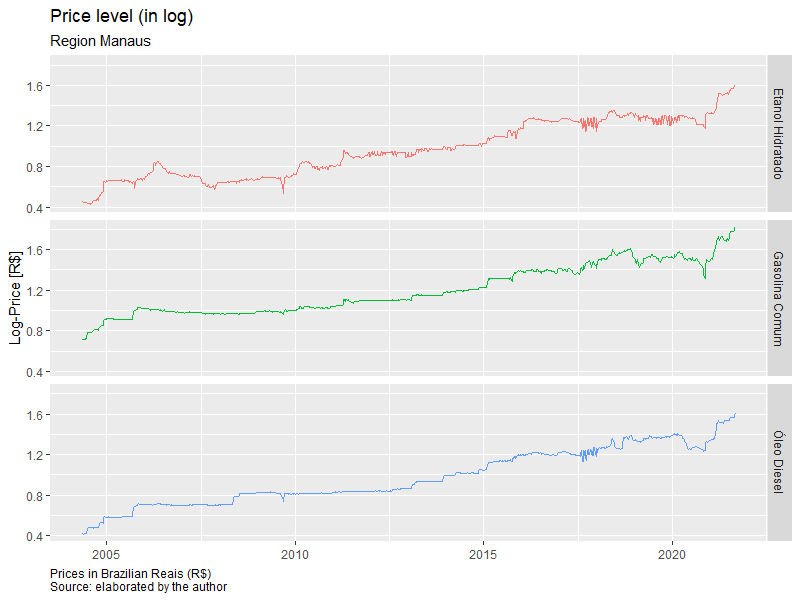 Price level (in log)
Region Manaus
Log-Price [R$]
1.6
1.2
0.8
0.4
Etanol Hidratado
1.6
1.2
0.8
0.4
Gasolina Comum
1.6
1.2
0.8
0.4
Óleo Diesel
2005 2010 2015 2020
Prices in Brazilian Reais (R$)
Source: elaborated by the author